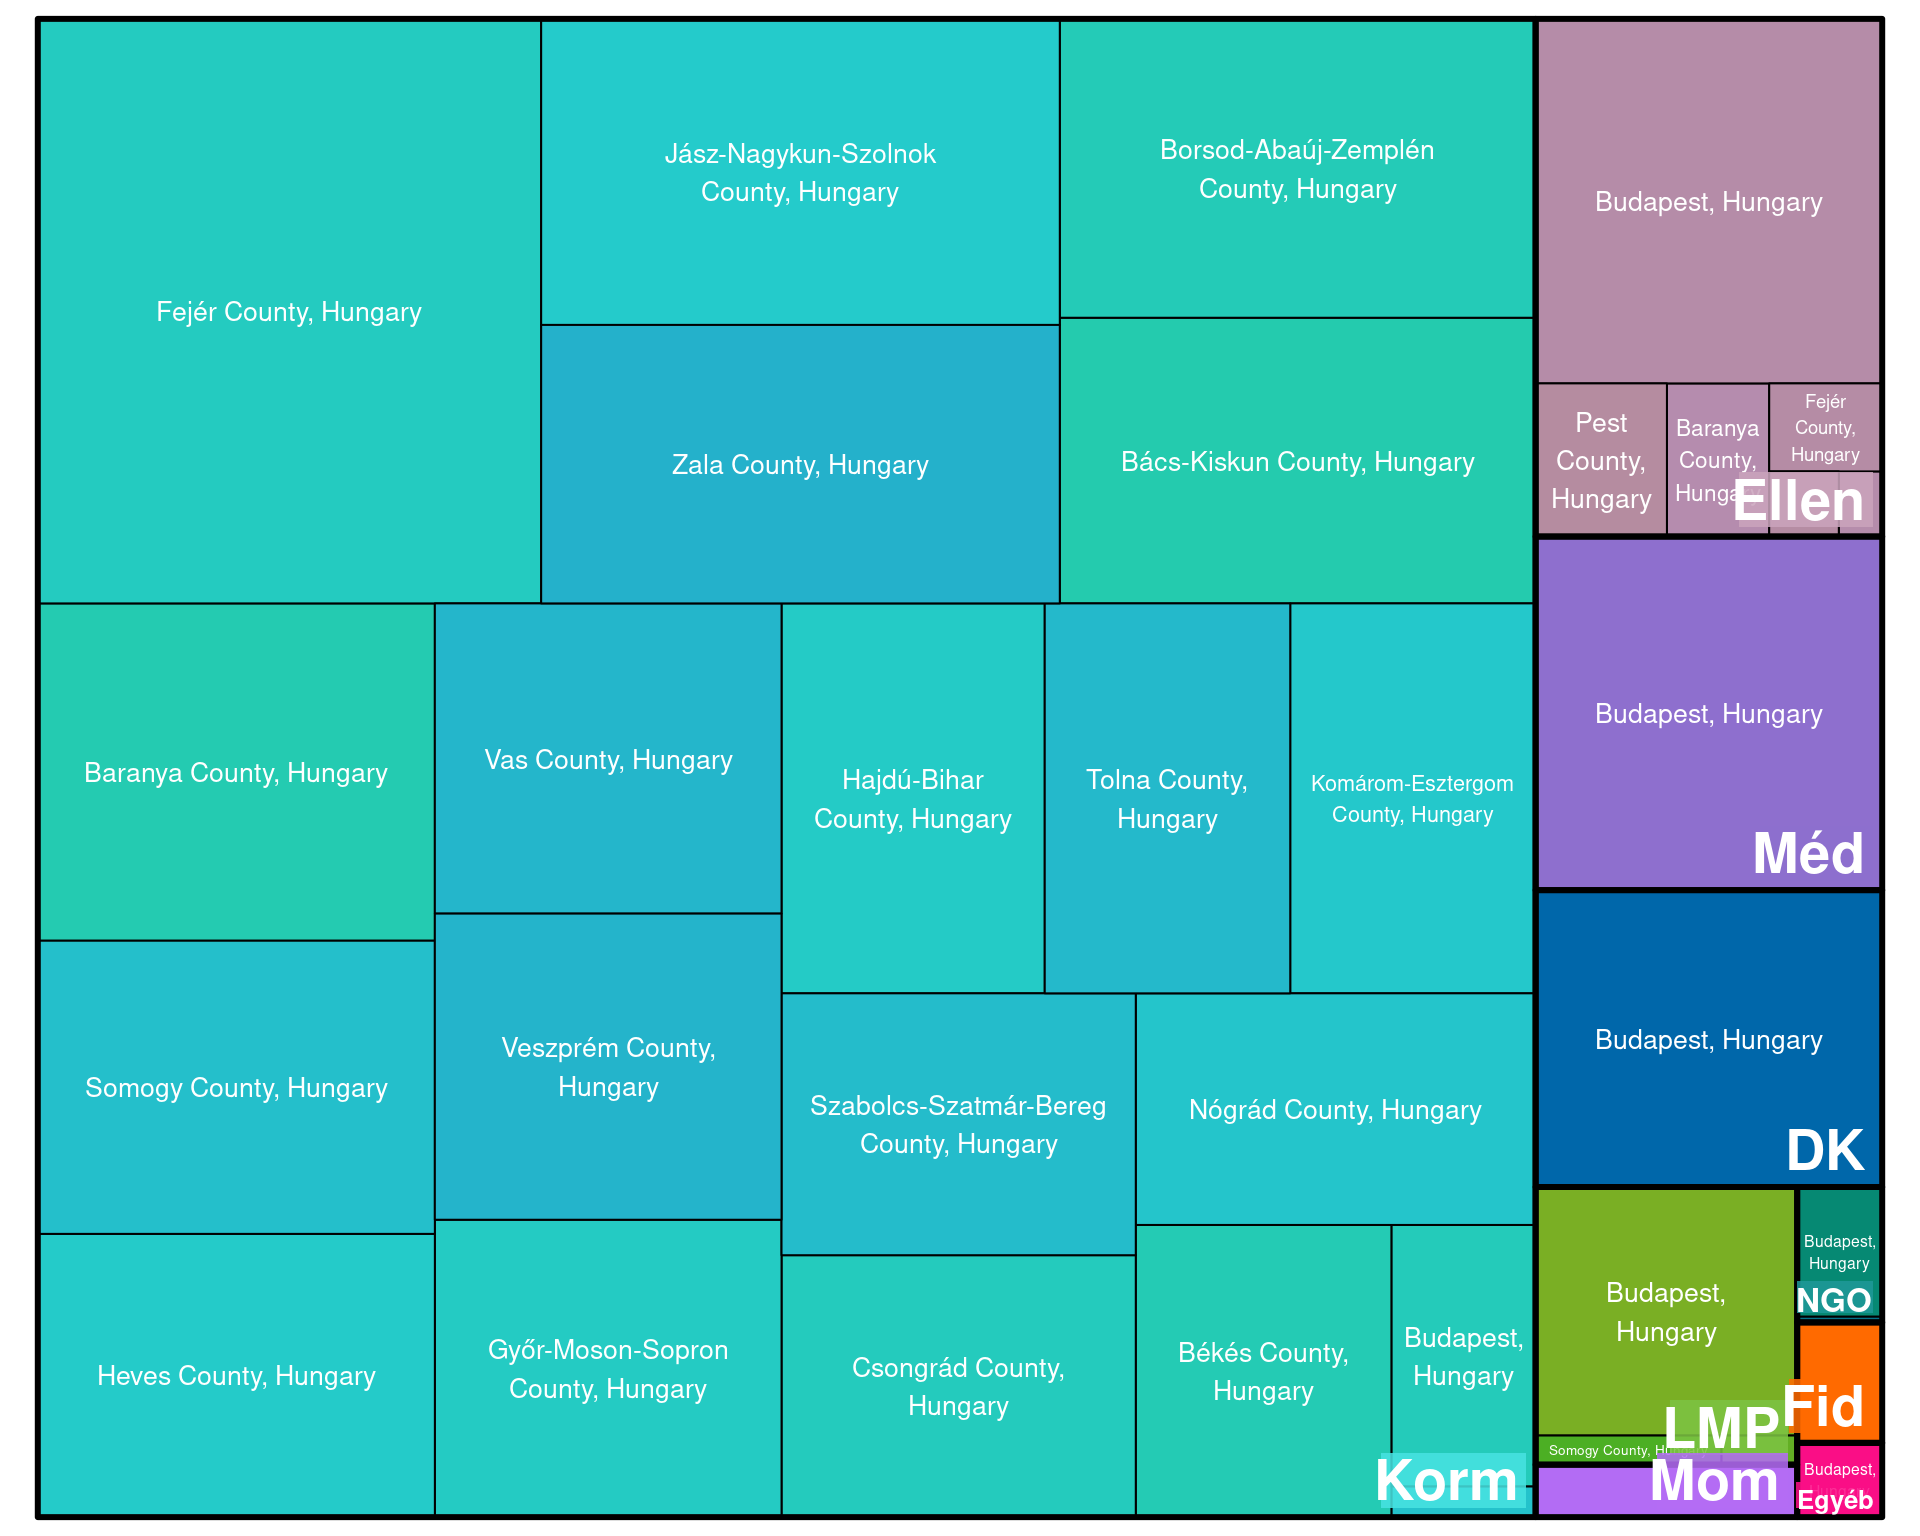 Fejér County, Hungary
Jász-Nagykun-Szolnok
County, Hungary
Zala County, Hungary
Borsod-Abaúj-Zemplén
County, Hungary
Bács-Kiskun County, Hungary
Baranya County, Hungary
Somogy County, Hungary
Heves County, Hungary
Vas County, Hungary
Veszprém County,
Hungary
Győr-Moson-Sopron
County, Hungary
Hajdú-Bihar
County, Hungary
Tolna County,
Hungary
Komárom-Esztergom
County, Hungary
Szabolcs-Szatmár-Bereg
County, Hungary
Nógrád County, Hungary
Csongrád County,
Hungary
Békés County,
Hungary
Budapest,
Hungary
Korm
Budapest, Hungary
Pest
County,
Hungary
Baranya
County,
Hungary
Fejér
County,
Hungary
Ellen
Budapest, Hungary
Méd
Budapest, Hungary
DK
Budapest,
Hungary
Somogy County, Hungary
LMP
Mom
Budapest,
Hungary
NGO
Fid
Budapest,
Hungary
Egyéb